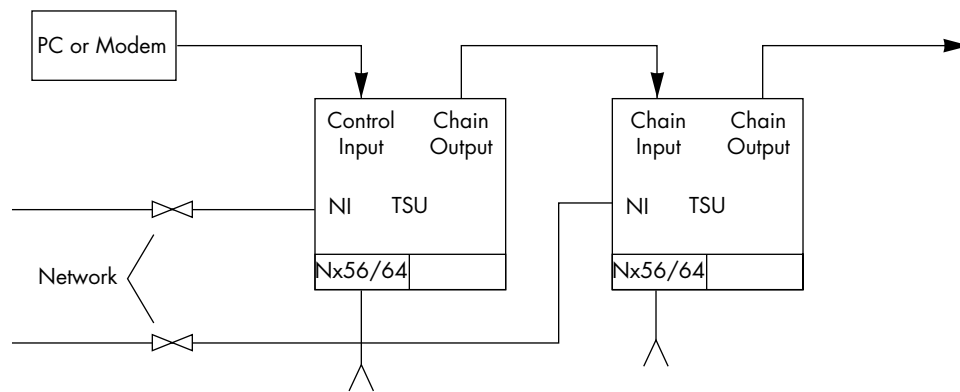 PC or Modem
Control
Input
Chain
Output
NI TSU
Nx56/64
Chain
Input
Chain
Output
NI TSU
Nx56/64
Network